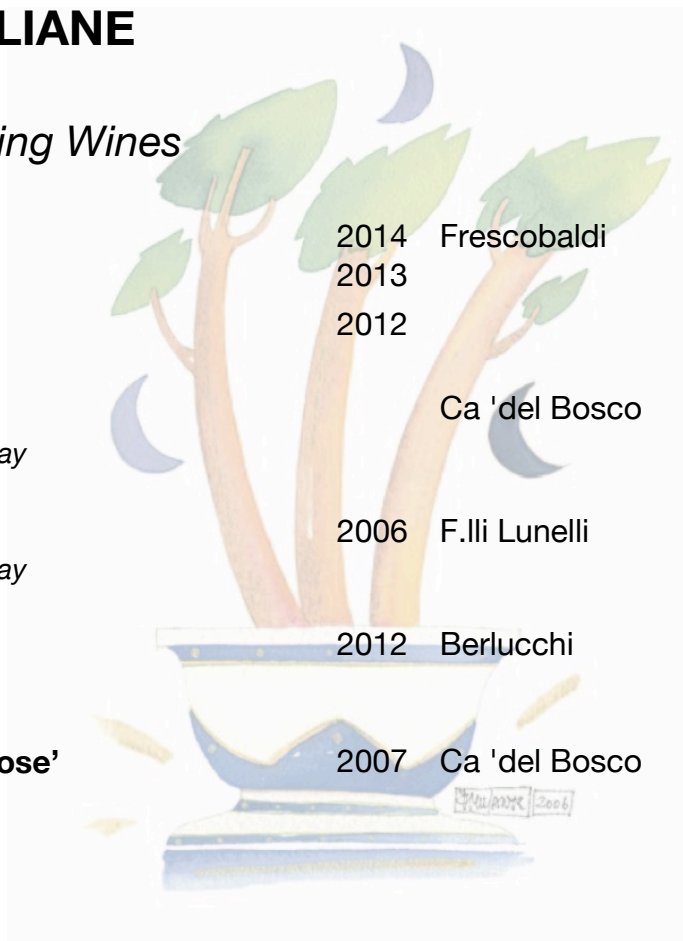 LIANE
ing Wines
2014 Frescobaldi
2013
2012
Ca 'del Bosco
ay
2006 F.lli Lunelli
ay
2012 Berlucchi
ose’ 2007 Ca 'del Bosco
2006